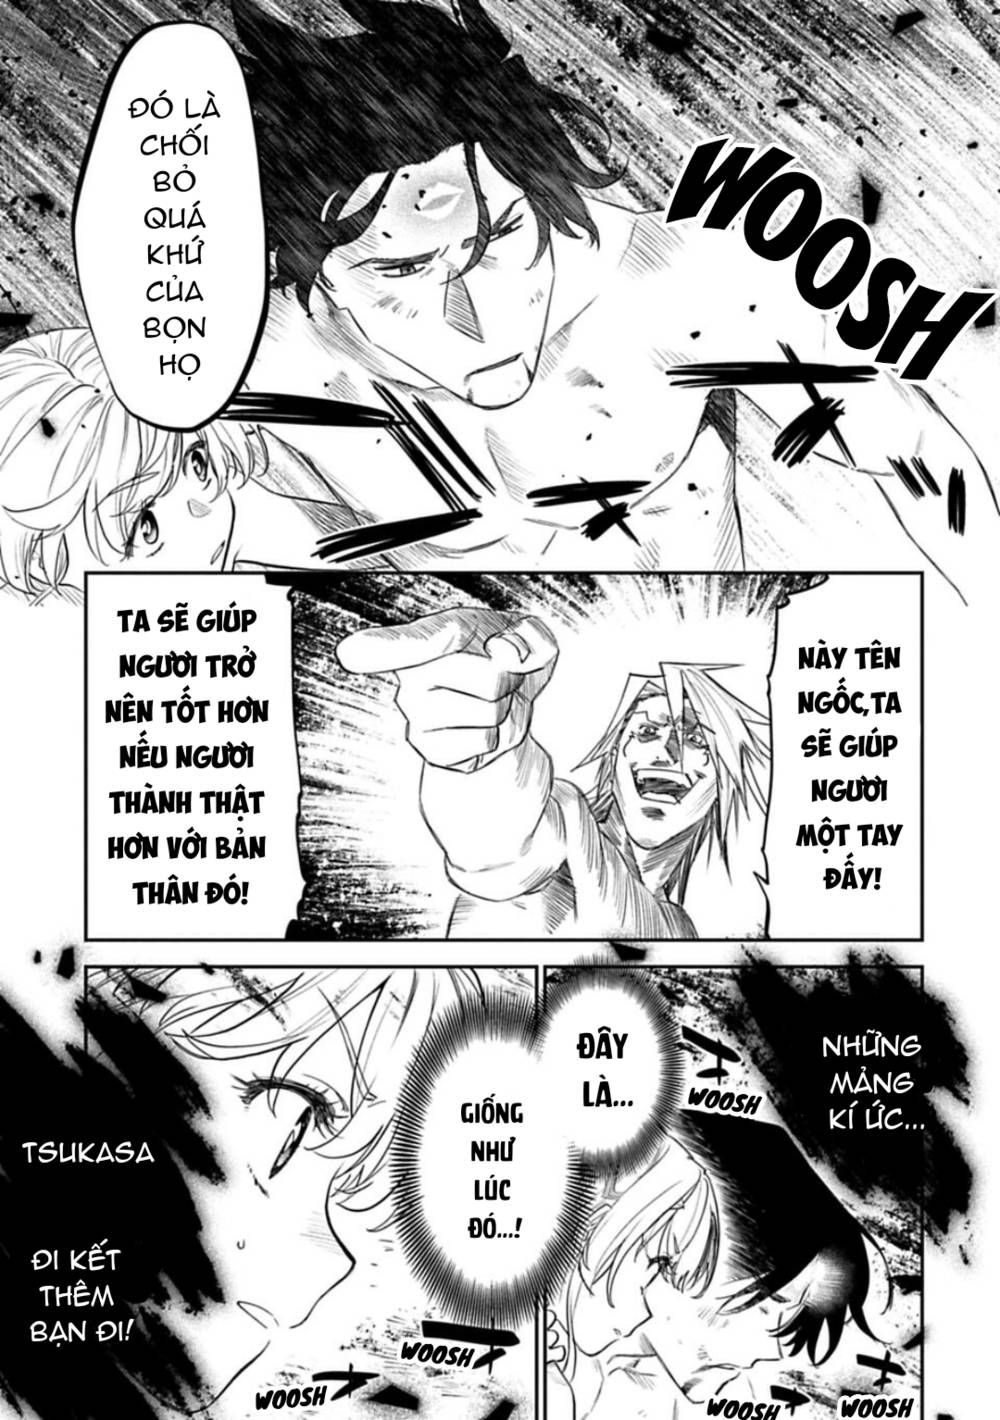 WOOSH
ĐÓ LÀ
CHỐI
BỎ
QUÁ
KHỨ
CỦA
BỌN
HỌ
NÀY TÊN
NGỐC,TA
SẼ GIÚP
NGƯƠI
MỘT TAY
ĐẤY!
TA SẼ GIÚP
NGƯƠI TRỞ
NÊN TỐT HƠN
NẾU NGƯƠI
THÀNH THẬT
HƠN VỚI BẢN
THÂN ĐÓ!
NHỮNG
MẢNG
KÍ ỨC...
WOOSH
ĐÂY
LÀ...
GIỐNG
NHƯ
LÚC
ĐÓ...!
WOOSH
WOOSH
WOOSH
TSUKASA
ĐI KẾT
THÊM
BẠN ĐI!
WOOSH
WOOSH